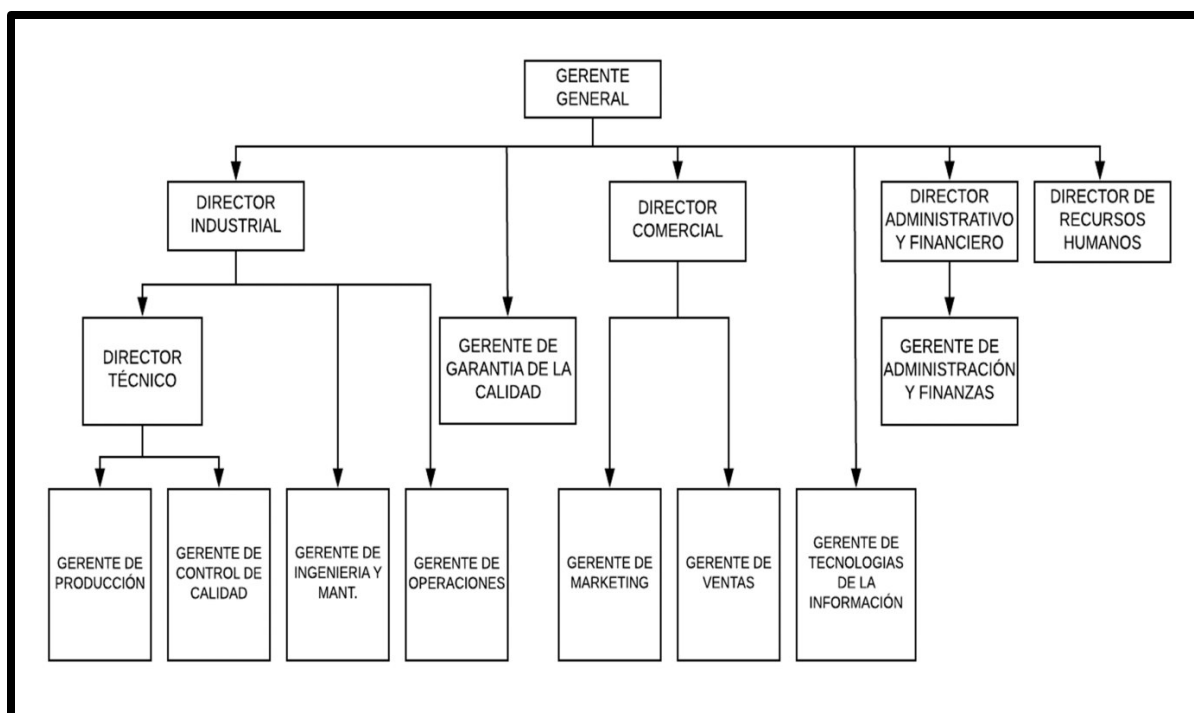 GERENTE
GENERAL
DIRECTOR
INDUSTRIAL
DIRECTOR
COMERCIAL
DIRECTOR
ADMINISTRATIVO
Y FINANCIERO
DIRECTOR DE
RECURSOS
HUMANOS
DIRECTOR
TÉCNICO
GERENTE DE
GARANTIA DE LA
CALIDAD
GERENTE DE
ADMINISTRACIÓN
Y FINANZAS
GERENTE DE
PRODUCCIÓN
GERENTE DE
CONTROL DE
CALIDAD
GERENTE DE
INGENIERIA Y
MANT.
GERENTE DE
OPERACIONES
GERENTE DE
MARKETING
GERENTE DE
VENTAS
GERENTE DE
TECNOLOGIAS
DE LA
INFORMACIÓN